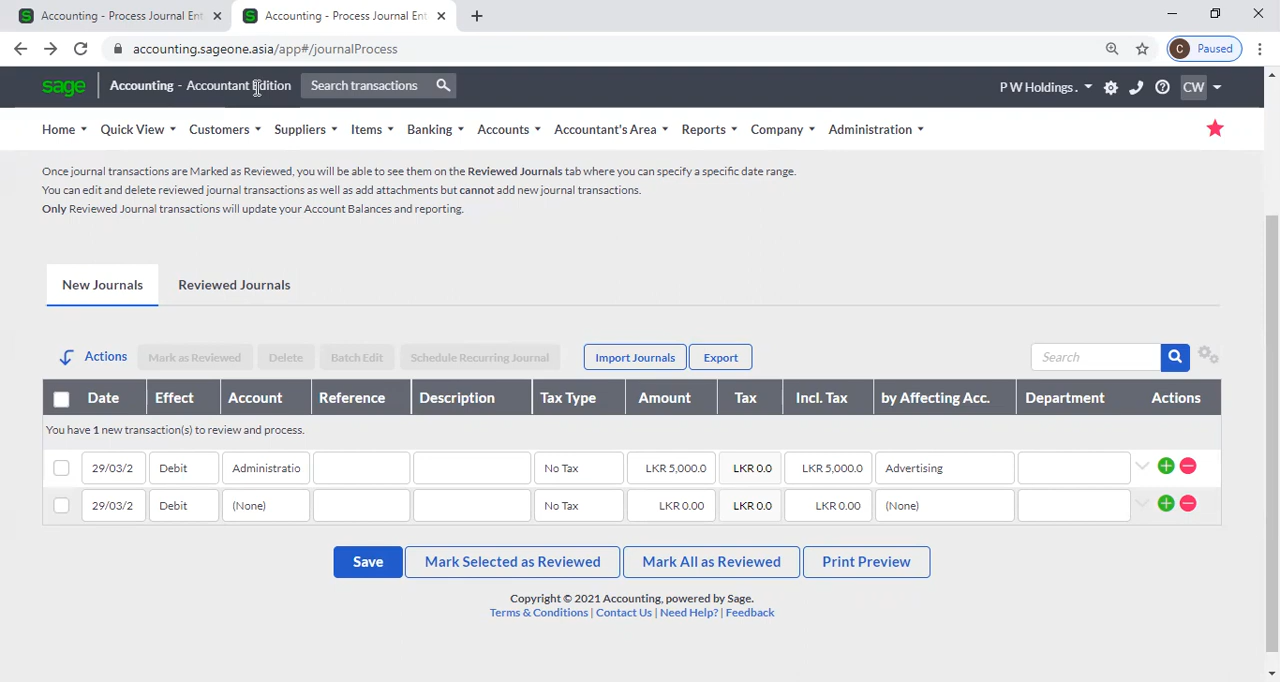 Accounting - Process Journal Ent
Accounting - Process Journal Ent
accounting.sageone.asia/app#/journalProcess
C Paused
sage Accounting - Accountant Edition Search transactions P W Holdings . CW
Home Quick View Customers Suppliers Items Banking Accounts Accountant's Area Reports Company Administration
Once journal transactions are Marked as Reviewed, you will be able to see them on the Reviewed Journals tab where you can specify a specific date range.
You can edit and delete reviewed journal transactions as well as add attachments but cannot add new journal transactions.
Only Reviewed Journal transactions will update your Account Balances and reporting.
New Journals Reviewed Journals
Actions Mark as Reviewed Delete Batch Edit Schedule Recurring Journal Import Journals Export Search
Date Effect Account Reference Description Tax Type Amount Tax Incl. Tax by Affecting Acc. Department Actions
You have 1 new transaction(s) to review and process.
29/03/2 Debit Administratio No Tax LKR 5,000.0 LKR 0.0 LKR 5,000.0 Advertising
29/03/2 Debit (None) No Tax LKR 0.00 LKR 0.0 LKR 0.00 (None)
Save Mark Selected as Reviewed Mark All as Reviewed Print Preview
Copyright © 2021 Accounting, powered by Sage.
Terms & Conditions | Contact Us | Need Help? | Feedback